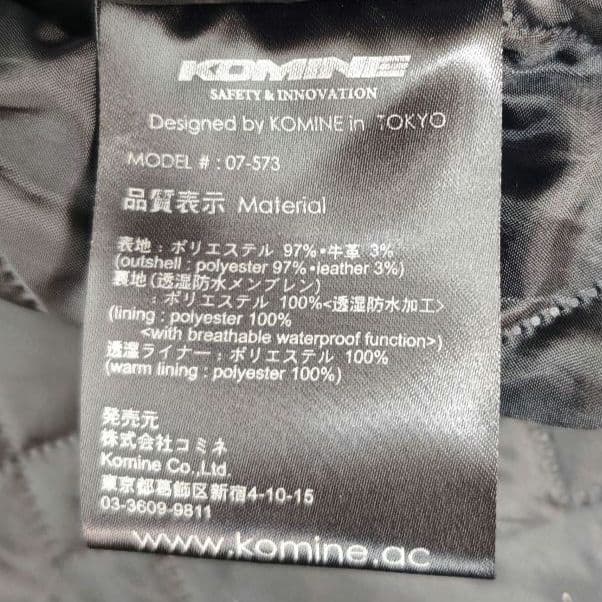 KOMINE
SAFETY & INNOVATION
Designed by KOMINE in TOKYO
MODEL # : 07-573
品質表示 Material
表地 : ポリエステル 97%・牛革 3%
(outshell : polyester 97%・leather 3%)
裏地 (透湿防水メンブレン)
: ポリエステル 100%<透湿防水加工>
(lining : polyester 100%
<with breathable waterproof function>)
透湿ライナー : ポリエステル 100%
(warm lining : polyester 100%)
発売元
株式会社コミネ
Komine Co.,Ltd.
東京都葛飾区新宿4-10-15
03-3609-9811
www.komine.ac